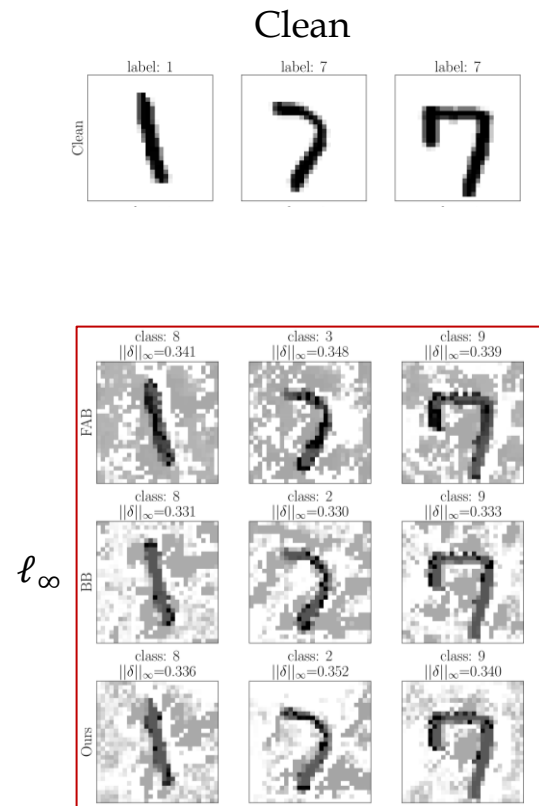 Clean
label: 1 label: 7 label: 7
Clean
class: 8 class: 3 class: 9
||δ||∞=0.341 ||δ||∞=0.348 ||δ||∞=0.339
FAB
class: 8 class: 2 class: 9
||δ||∞=0.331 ||δ||∞=0.330 ||δ||∞=0.333
BB
ℓ∞
class: 8 class: 2 class: 9
||δ||∞=0.336 ||δ||∞=0.352 ||δ||∞=0.340
Ours